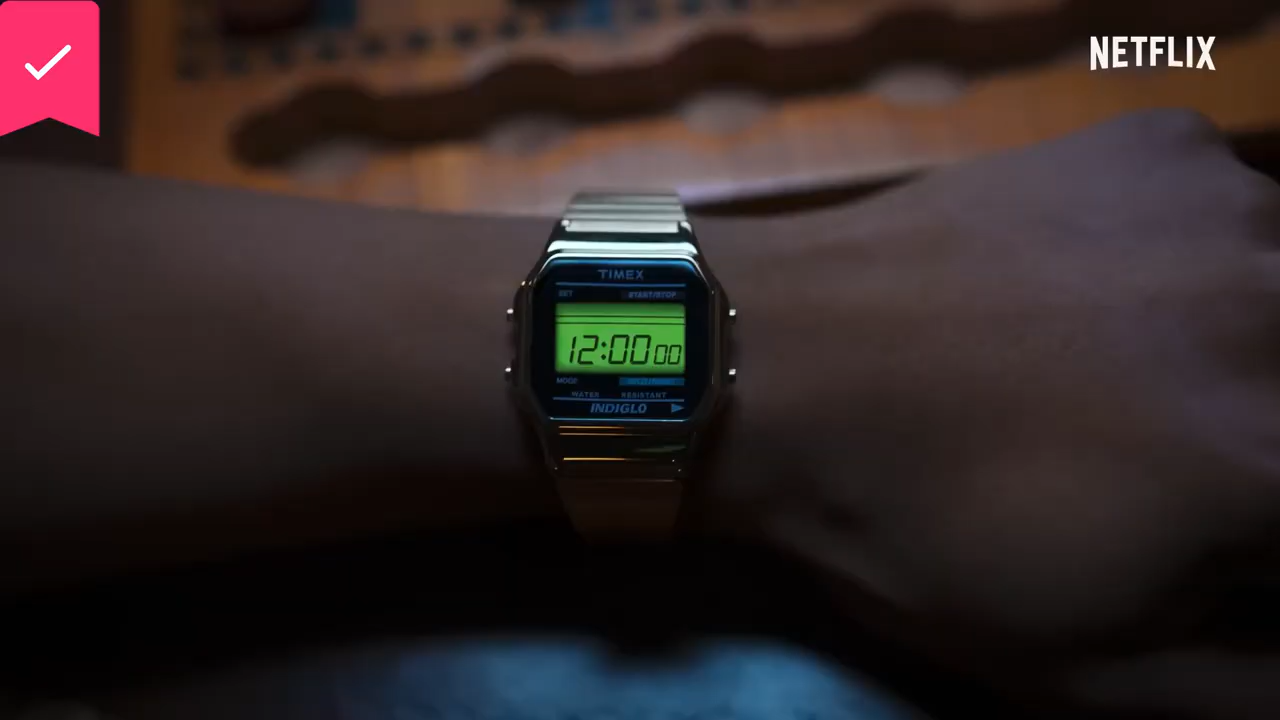 NETFLIX
TIMEX
SET START/STOP
12:00 00
MODE
WATER RESISTANT
INDIGLO